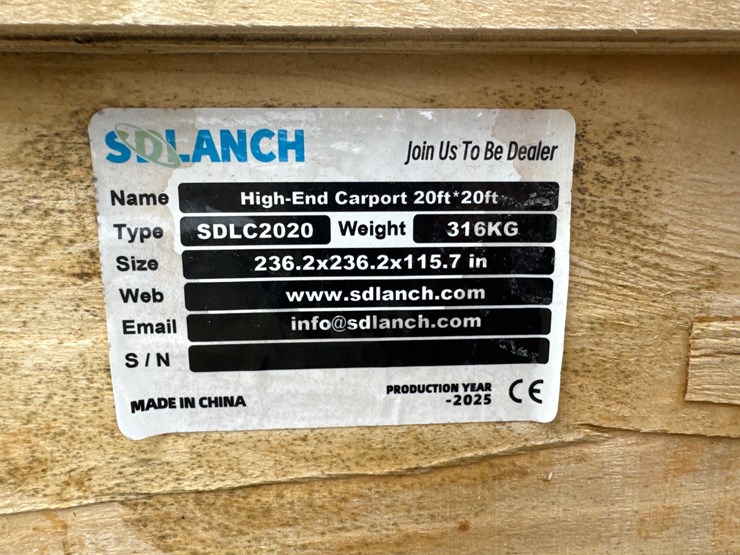 SDLANCH
Join Us To Be Dealer
Name High-End Carport 20ft*20ft
Type SDLC2020 Weight 316KG
Size 236.2x236.2x115.7 in
Web www.sdlanch.com
Email info@sdlanch.com
S / N
MADE IN CHINA
PRODUCTION YEAR
-2025
CE